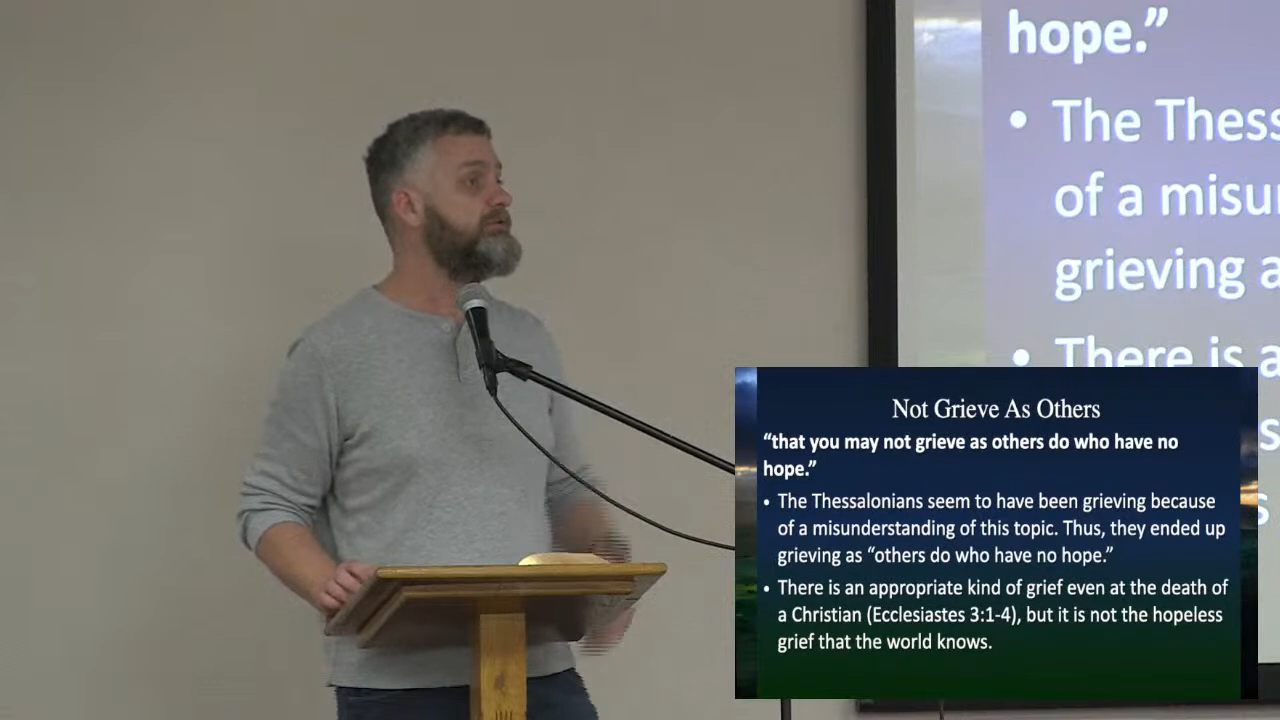 hope.”
• The Thess
of a misu
grieving a
• There is a
Not Grieve As Others
“that you may not grieve as others do who have no
hope.”
• The Thessalonians seem to have been grieving because
of a misunderstanding of this topic. Thus, they ended up
grieving as “others do who have no hope.”
• There is an appropriate kind of grief even at the death of
a Christian (Ecclesiastes 3:1-4), but it is not the hopeless
grief that the world knows.